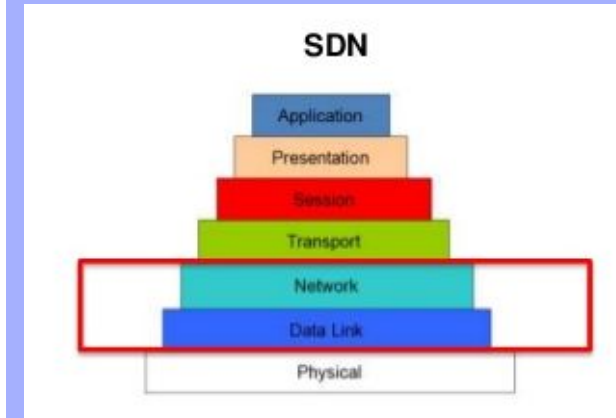 SDN
Application
Presentation
Session
Transport
Network
Data Link
Physical